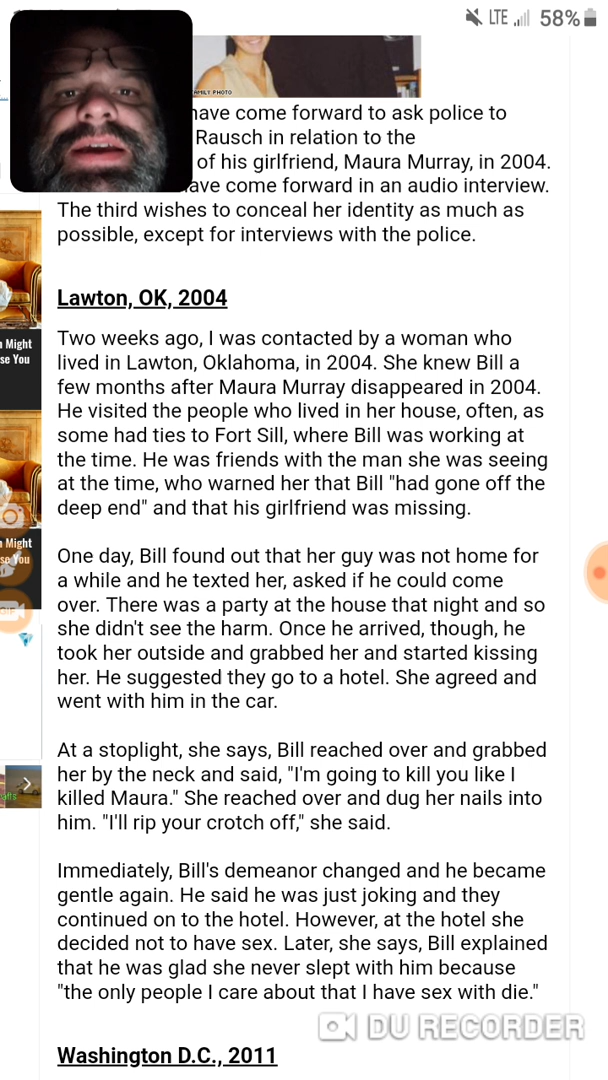 LTE 58%
AMILY PHOTO
have come forward to ask police to
Rausch in relation to the
of his girlfriend, Maura Murray, in 2004.
ave come forward in an audio interview.
The third wishes to conceal her identity as much as
possible, except for interviews with the police.
Lawton, OK, 2004
Two weeks ago, I was contacted by a woman who
lived in Lawton, Oklahoma, in 2004. She knew Bill a
few months after Maura Murray disappeared in 2004.
He visited the people who lived in her house, often, as
some had ties to Fort Sill, where Bill was working at
the time. He was friends with the man she was seeing
at the time, who warned her that Bill "had gone off the
deep end" and that his girlfriend was missing.
One day, Bill found out that her guy was not home for
a while and he texted her, asked if he could come
over. There was a party at the house that night and so
she didn't see the harm. Once he arrived, though, he
took her outside and grabbed her and started kissing
her. He suggested they go to a hotel. She agreed and
went with him in the car.
At a stoplight, she says, Bill reached over and grabbed
her by the neck and said, "I'm going to kill you like I
killed Maura." She reached over and dug her nails into
him. "I'll rip your crotch off," she said.
Immediately, Bill's demeanor changed and he became
gentle again. He said he was just joking and they
continued on to the hotel. However, at the hotel she
decided not to have sex. Later, she says, Bill explained
that he was glad she never slept with him because
"the only people I care about that I have sex with die."
Washington D.C., 2011
Might
se You
Might
se You
DU RECORDER